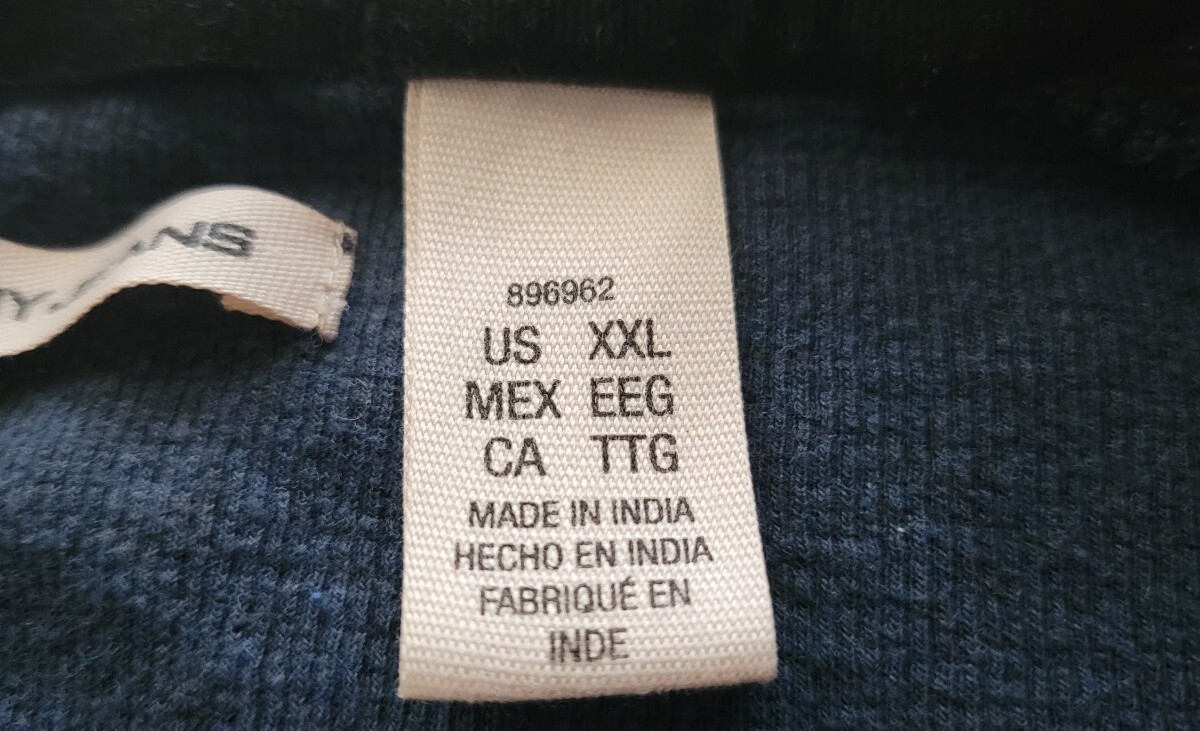 896962
US XXL
MEX EEG
CA TTG
MADE IN INDIA
HECHO EN INDIA
FABRIQUÉ EN
INDE